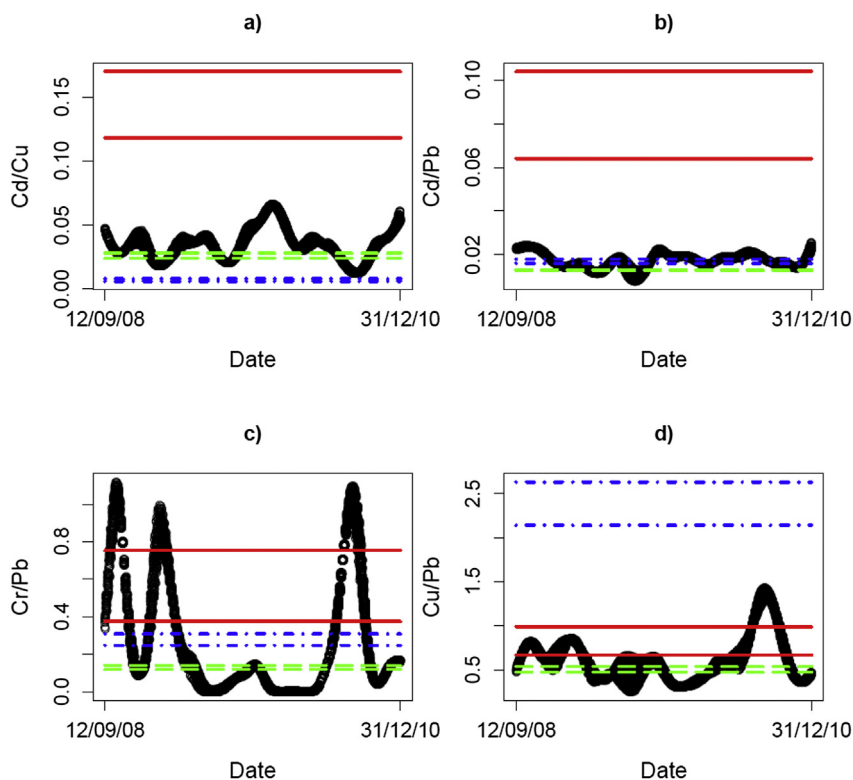 a)
Cd/Cu
0.15
0.10
0.05
0.00
12/09/08
31/12/10
Date
b)
Cd/Pb
0.10
0.06
0.02
12/09/08
31/12/10
Date
c)
Cr/Pb
0.8
0.4
0.0
12/09/08
31/12/10
Date
d)
Cu/Pb
2.5
1.5
0.5
12/09/08
31/12/10
Date